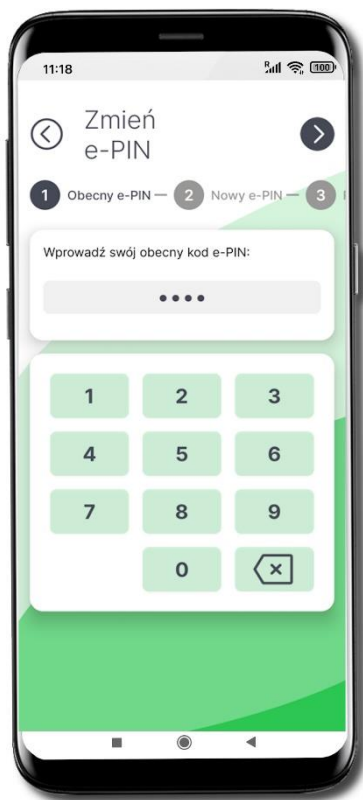 11:18 R 100
Zmień
e-PIN
1 Obecny e-PIN — 2 Nowy e-PIN — 3
Wprowadź swój obecny kod e-PIN:
••••
1 2 3
4 5 6
7 8 9
0